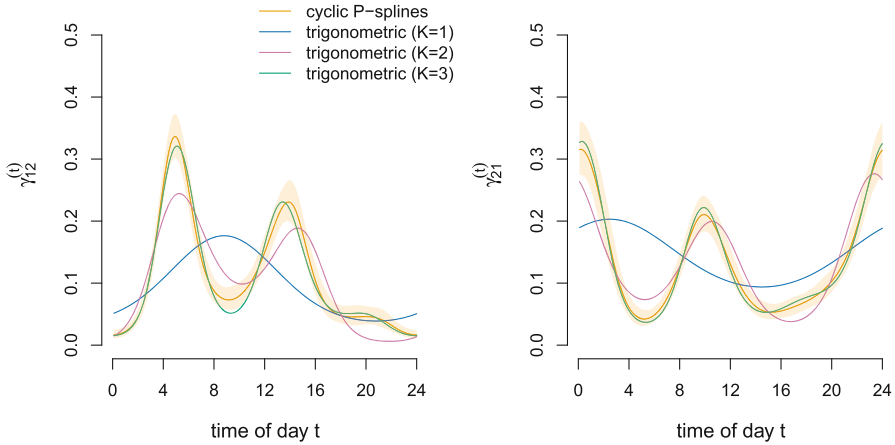 cyclic P−splines
trigonometric (K=1)
trigonometric (K=2)
trigonometric (K=3)
0.5
0.4
0.3
0.2
0.1
0.0
γ12(t)
0 4 8 12 16 20 24
time of day t
0.5
0.4
0.3
0.2
0.1
0.0
γ21(t)
0 4 8 12 16 20 24
time of day t